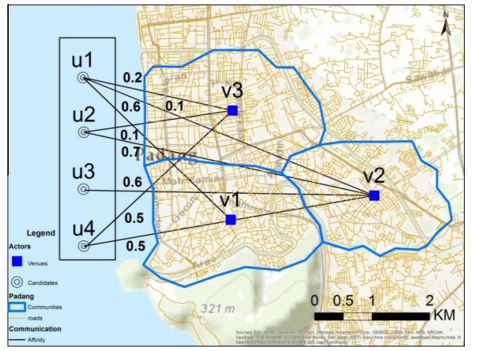 N
u1
u2
u3
u4
0.2
0.6
0.1
0.1
0.7
0.6
0.5
0.5
v3
v2
v1
Padang
321 m
Legend
Actors
Venues
Candidates
Padang
Communities
roads
Communication
Affinity
0 0.5 1 2
KM